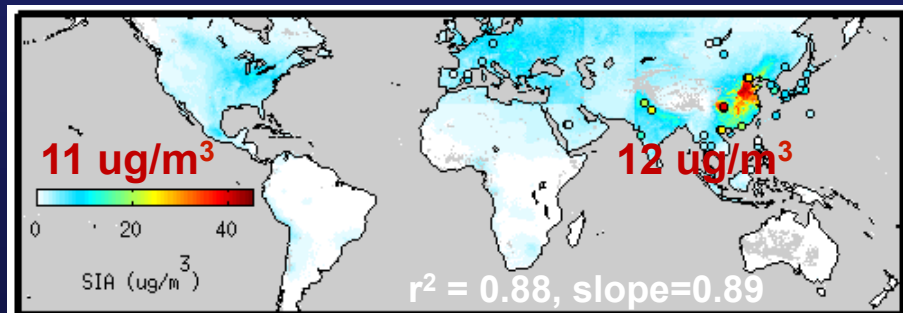 11 ug/m³
12 ug/m³
0 20 40
SIA (ug/m³)
r² = 0.88, slope=0.89